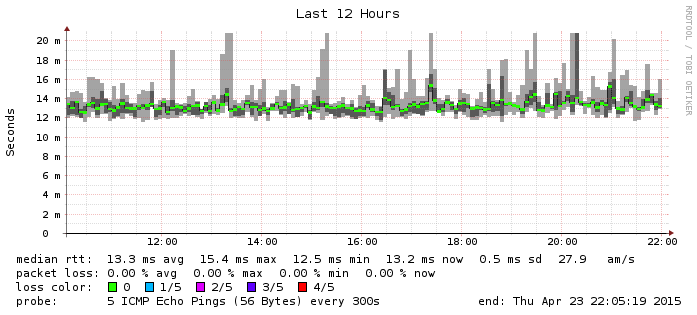 Last 12 Hours
RRDTOOL / TOBI OETIKER
Seconds
20 m
18 m
16 m
14 m
12 m
10 m
8 m
6 m
4 m
2 m
0
12:00 14:00 16:00 18:00 20:00 22:00
median rtt: 13.3 ms avg 15.4 ms max 12.5 ms min 13.2 ms now 0.5 ms sd 27.9 am/s
packet loss: 0.00 % avg 0.00 % max 0.00 % min 0.00 % now
loss color: 0 1/5 2/5 3/5 4/5
probe: 5 ICMP Echo Pings (56 Bytes) every 300s end: Thu Apr 23 22:05:19 2015